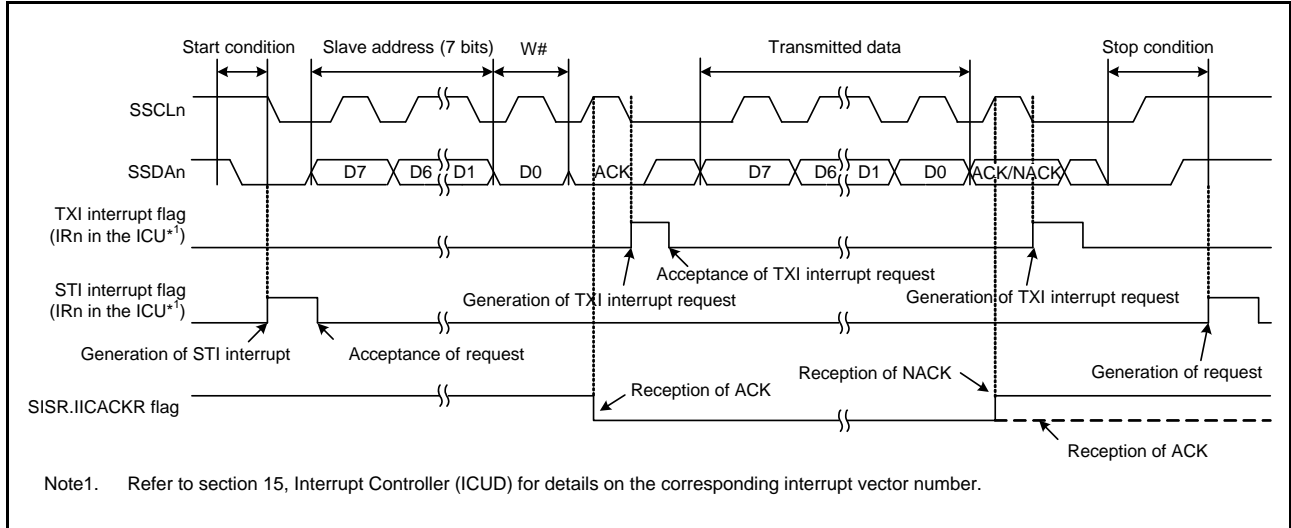 Start condition
Slave address (7 bits)
W#
Transmitted data
Stop condition
SSCLn
SSDAn
D7
D6
D1
D0
ACK
D7
D6
D1
D0
ACK/NACK
TXI interrupt flag
(IRn in the ICU*1)
Acceptance of TXI interrupt request
Generation of TXI interrupt request
Generation of TXI interrupt request
STI interrupt flag
(IRn in the ICU*1)
Generation of STI interrupt
Acceptance of request
Generation of request
Reception of NACK
Reception of ACK
SISR.IICACKR flag
Reception of ACK
Note1. Refer to section 15, Interrupt Controller (ICUD) for details on the corresponding interrupt vector number.